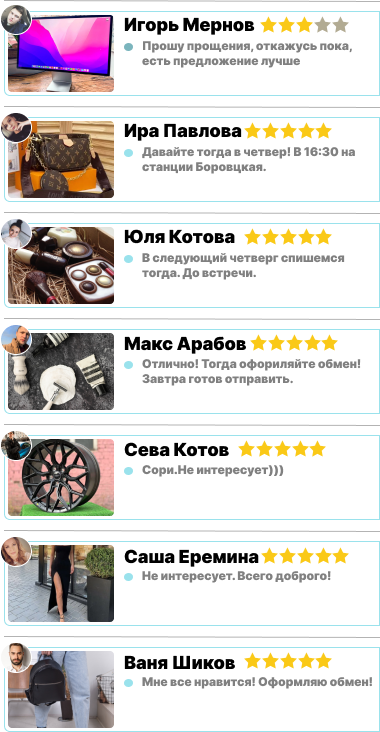 Игорь Мернов
Прошу прощения, откажусь пока,
есть предложение лучше
Ира Павлова
Давайте тогда в четвер! В 16:30 на
станции Боровцкая.
Юля Котова
В следующий четверг спишемся
тогда. До встречи.
Макс Арабов
Отлично! Тогда офориляйте обмен!
Завтра готов отправить.
Сева Котов
Сори.Не интересует)))
Саша Еремина
Не интересует. Всего доброго!
Ваня Шиков
Мне все нравится! Оформляю обмен!